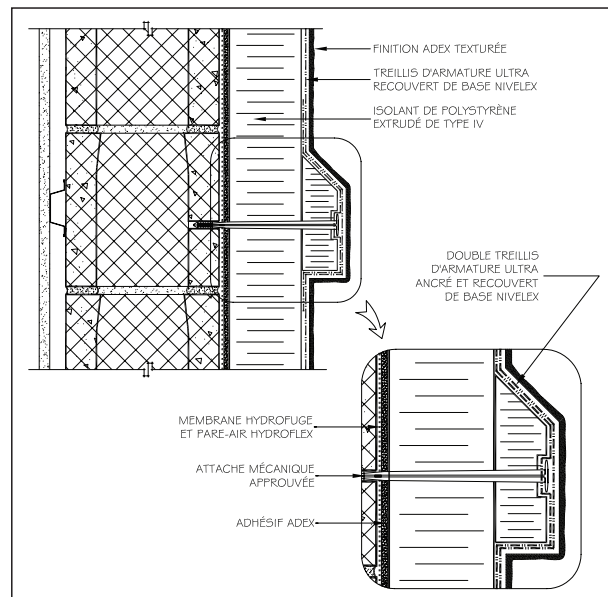 FINITION ADEX TEXTURÉE
TREILLIS D'ARMATURE ULTRA
RECOUVERT DE BASE NIVELEX
ISOLANT DE POLYSTYRÈNE
EXTRUDÉ DE TYPE IV
DOUBLE TREILLIS
D'ARMATURE ULTRA
ANCRÉ ET RECOUVERT
DE BASE NIVELEX
MEMBRANE HYDROFUGE
ET PARE-AIR HYDROFLEX
ATTACHE MÉCANIQUE
APPROUVÉE
ADHÉSIF ADEX